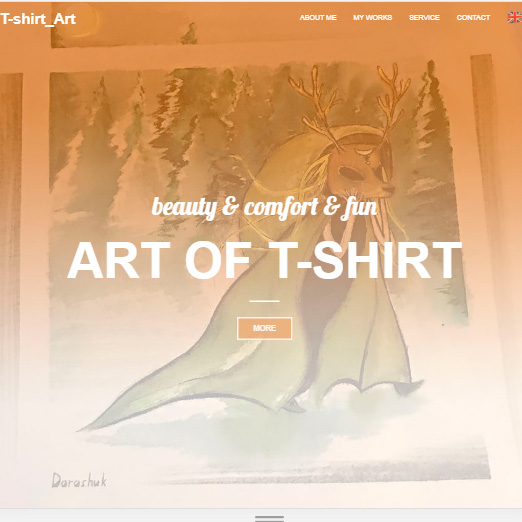 T-shirt_Art
ABOUT ME MY WORKS SERVICE CONTACT
beauty & comfort & fun
ART OF T-SHIRT
MORE
Darashuk